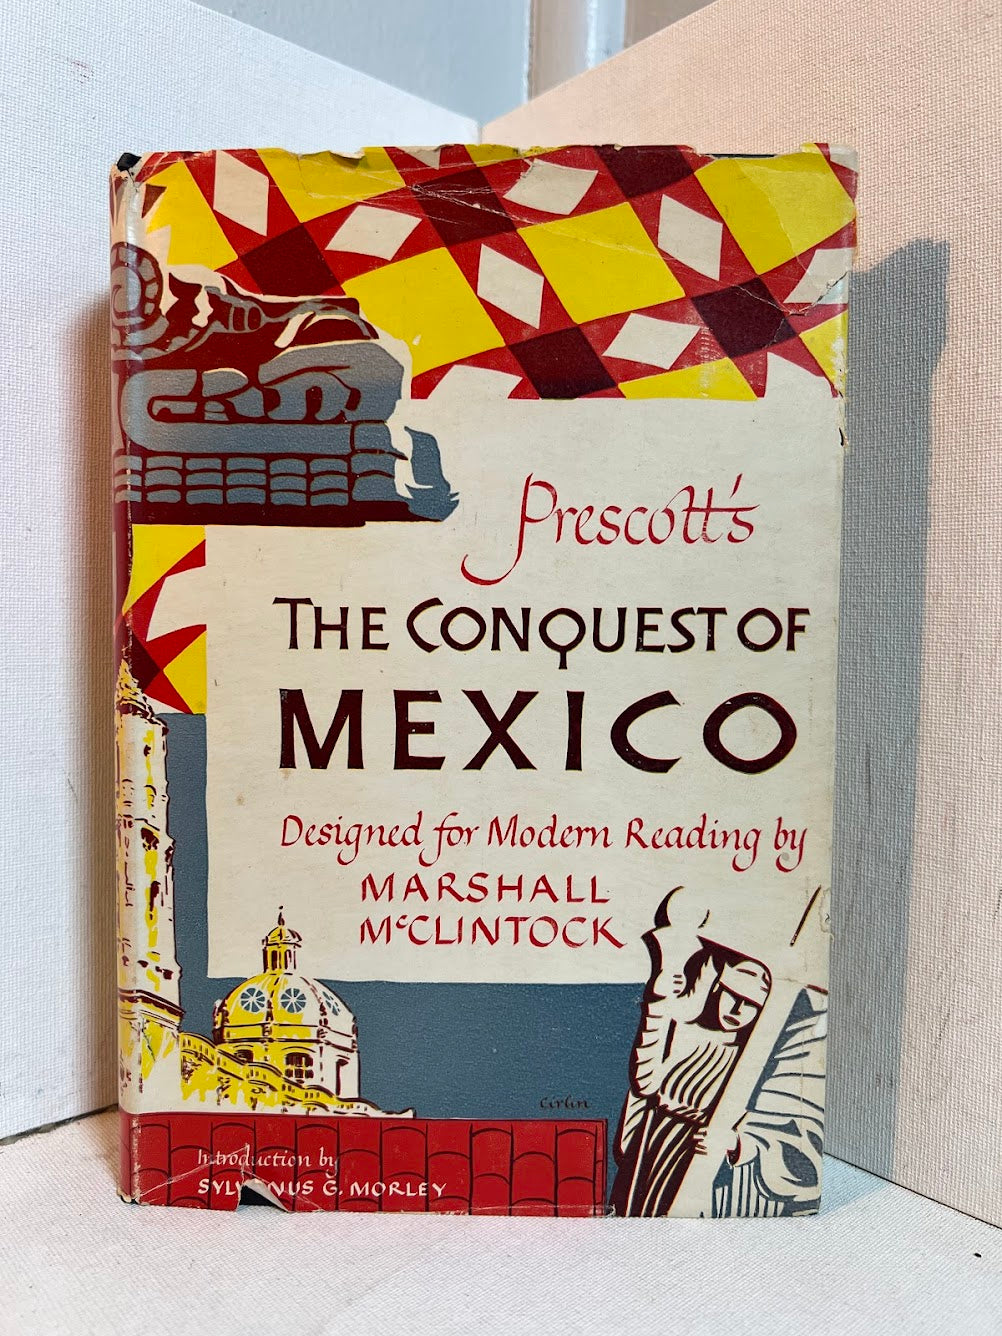 Prescott's
THE CONQUEST OF
MEXICO
Designed for Modern Reading by
MARSHALL
McCLINTOCK
Cirlin
Introduction by
SYLVANUS G. MORLEY